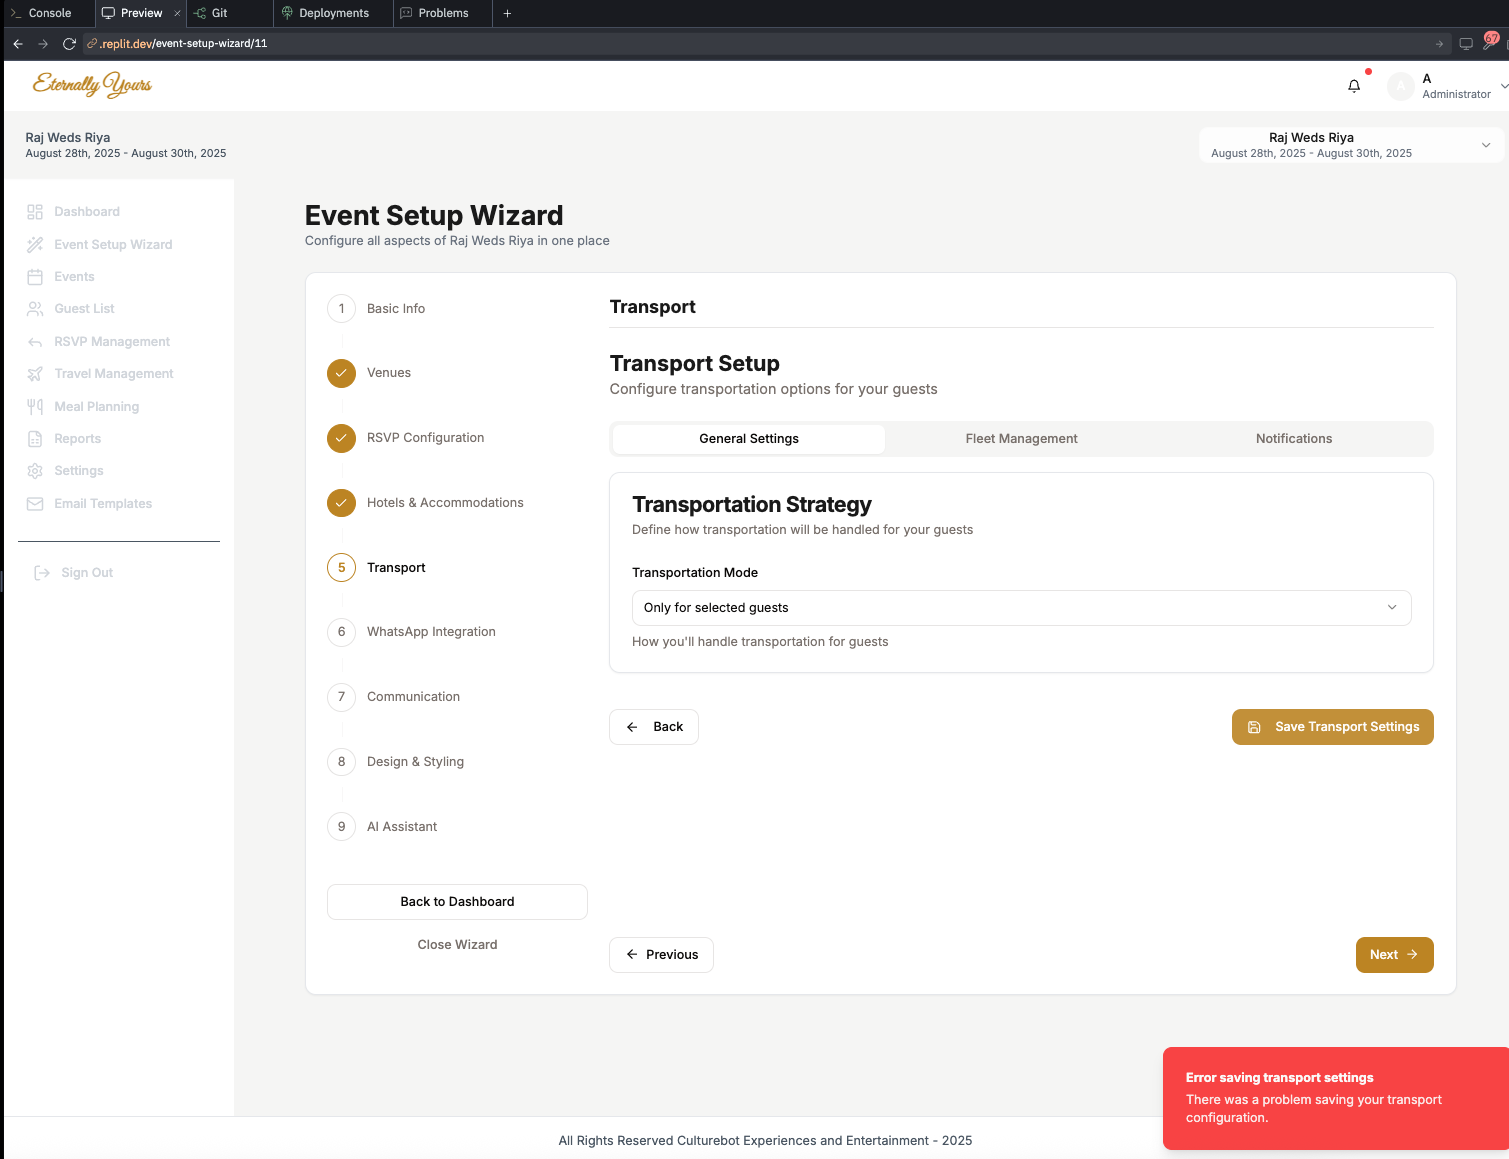 Console
Preview
Git
Deployments
Problems
.replit.dev/event-setup-wizard/11
67
Eternally Yours
A
A
Administrator
Raj Weds Riya
August 28th, 2025 - August 30th, 2025
Raj Weds Riya
August 28th, 2025 - August 30th, 2025
Dashboard
Event Setup Wizard
Events
Guest List
RSVP Management
Travel Management
Meal Planning
Reports
Settings
Email Templates
Sign Out
Event Setup Wizard
Configure all aspects of Raj Weds Riya in one place
1 Basic Info
Venues
RSVP Configuration
Hotels & Accommodations
5 Transport
6 WhatsApp Integration
7 Communication
8 Design & Styling
9 AI Assistant
Back to Dashboard
Close Wizard
Transport
Transport Setup
Configure transportation options for your guests
General Settings
Fleet Management
Notifications
Transportation Strategy
Define how transportation will be handled for your guests
Transportation Mode
Only for selected guests
How you'll handle transportation for guests
Back
Save Transport Settings
Previous
Next
Error saving transport settings
There was a problem saving your transport
configuration.
All Rights Reserved Culturebot Experiences and Entertainment - 2025